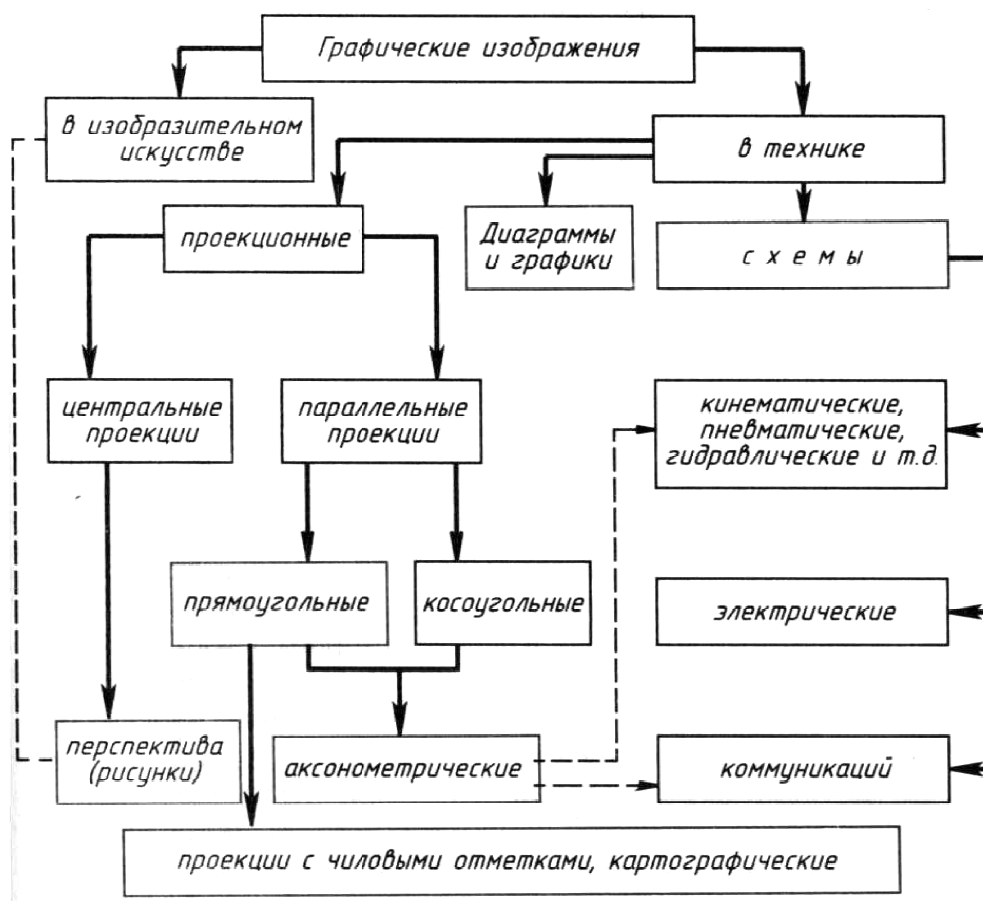 Графические изображения
в изобразительном
искусстве
в технике
проекционные
Диаграммы
и графики
схемы
центральные
проекции
параллельные
проекции
кинематические,
пневматические,
гидравлические и т.д.
прямоугольные
косоугольные
электрические
перспектива
(рисунки)
аксонометрические
коммуникаций
проекции с чиловыми отметками, картографические